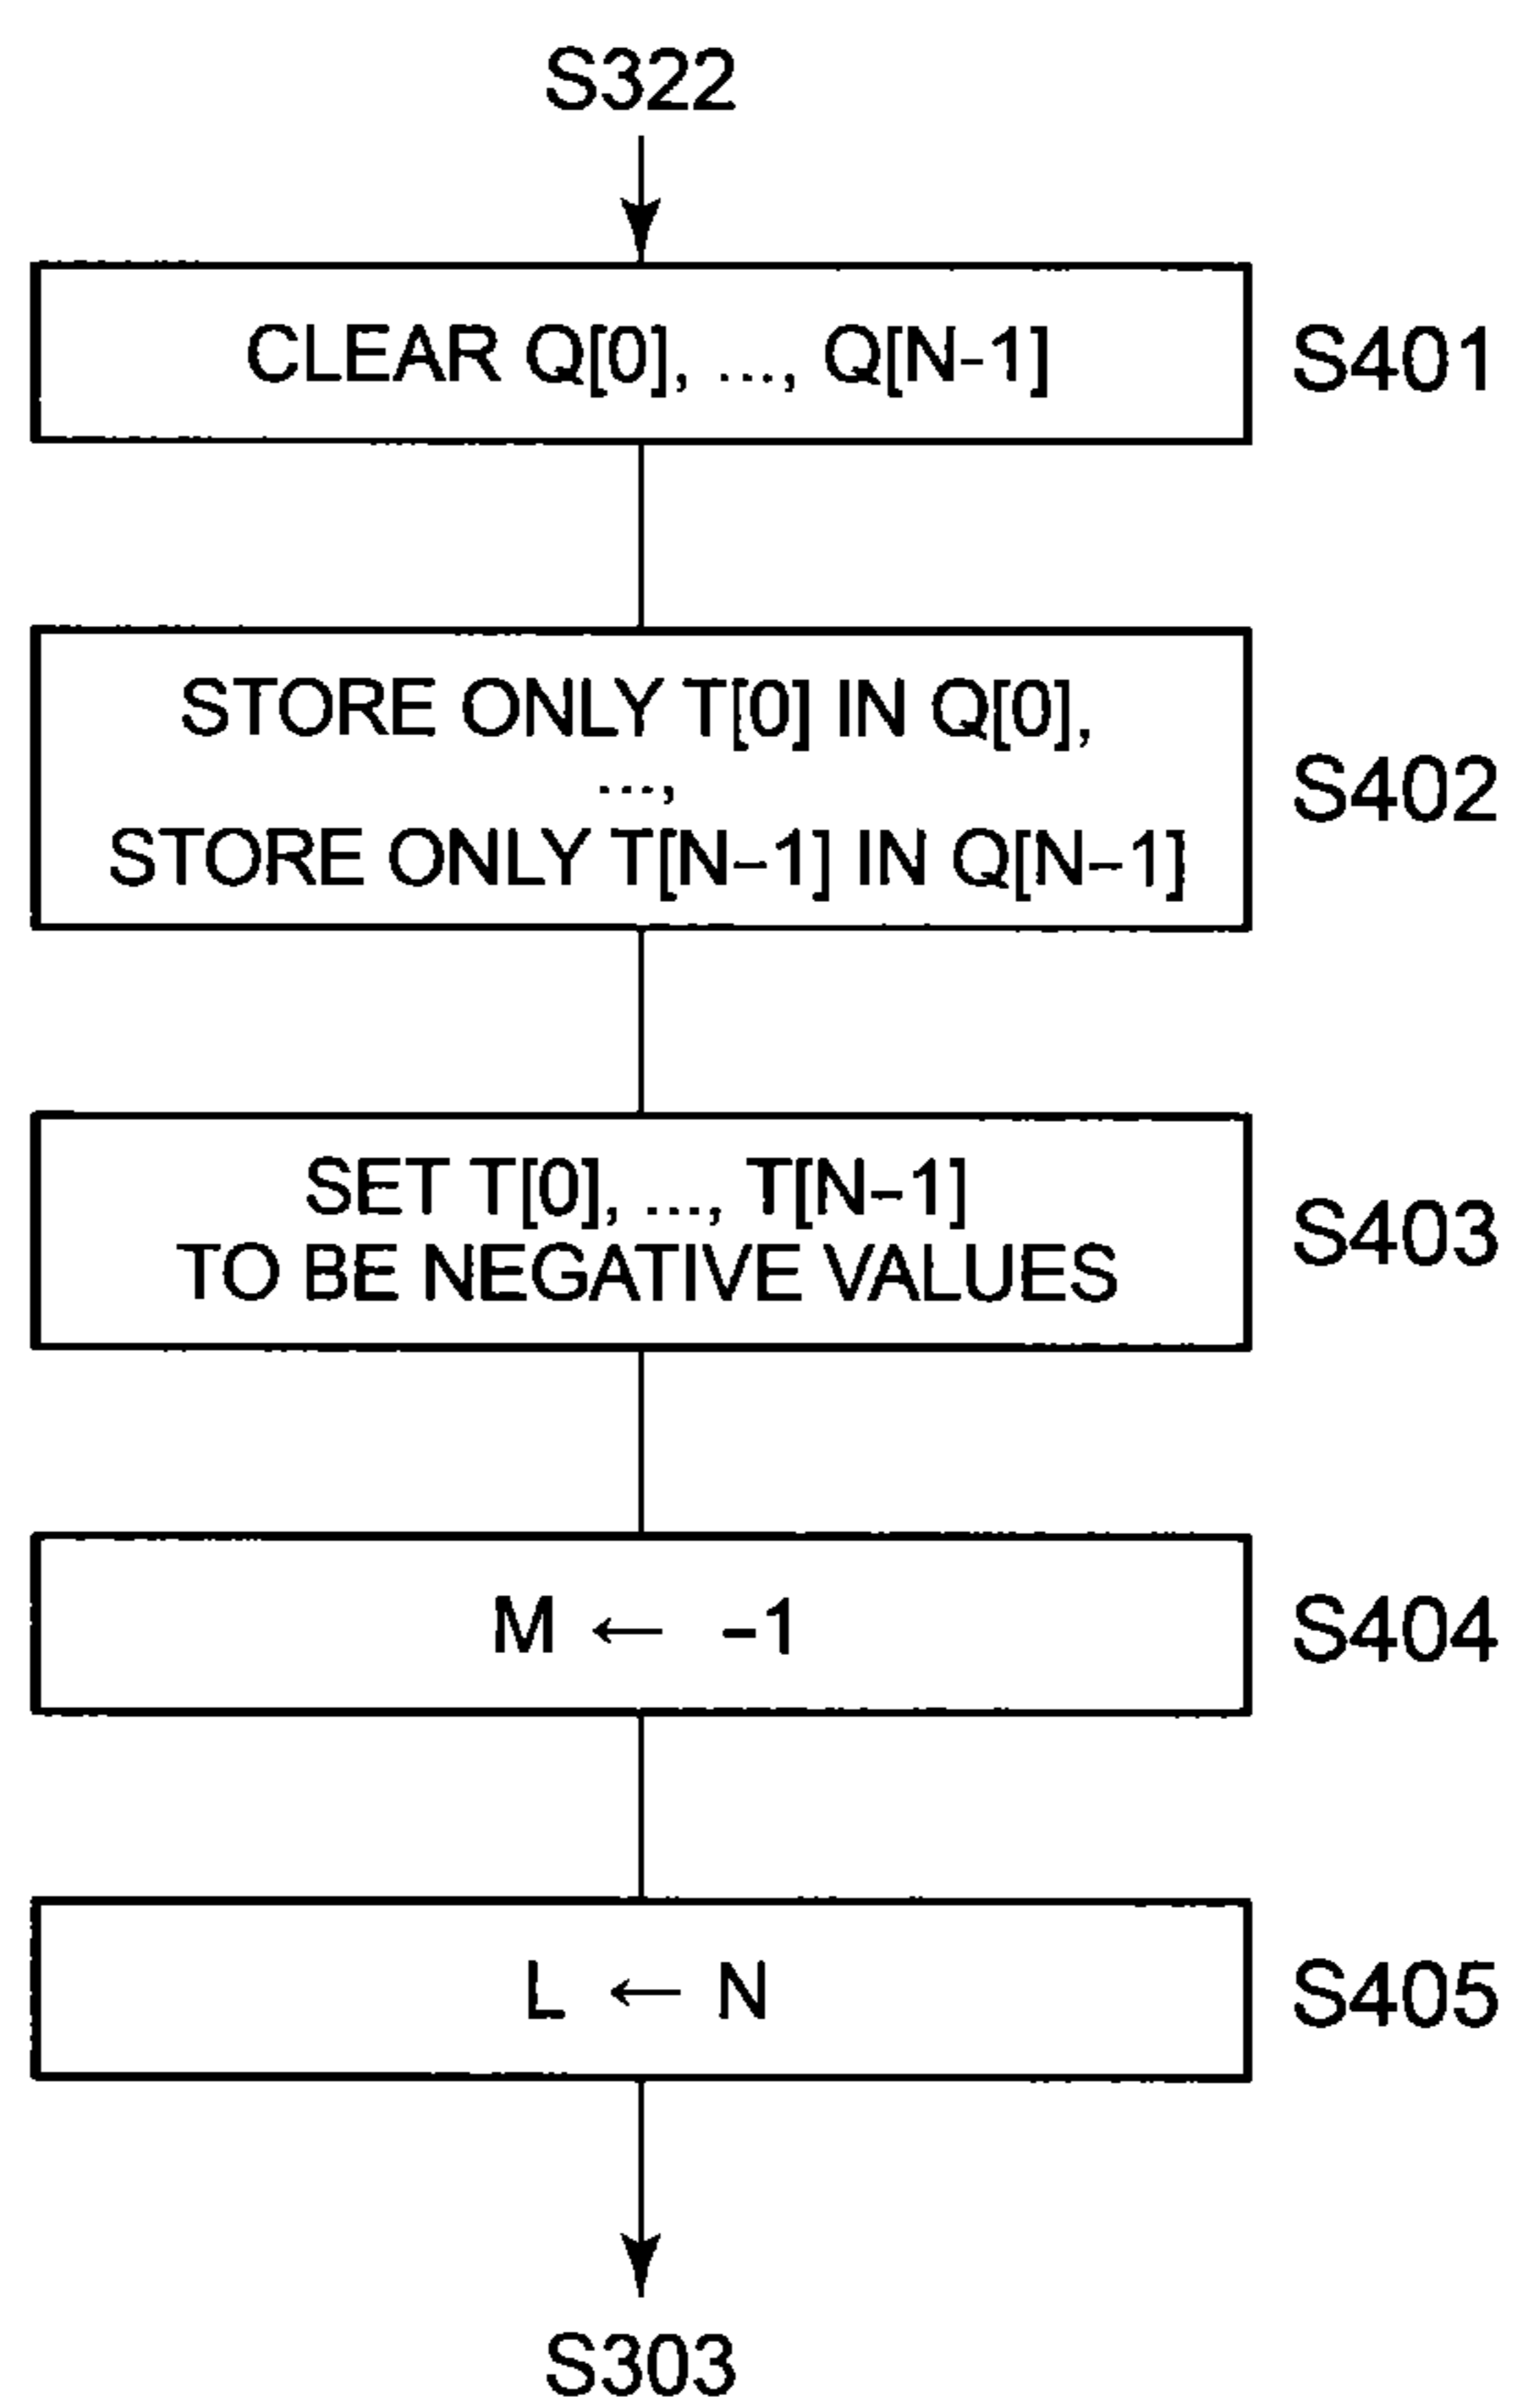 S322
CLEAR Q[0], ..., Q[N-1]
S401
STORE ONLY T[0] IN Q[0],
...,
STORE ONLY T[N-1] IN Q[N-1]
S402
SET T[0], ..., T[N-1]
TO BE NEGATIVE VALUES
S403
M ← -1
S404
L ← N
S405
S303